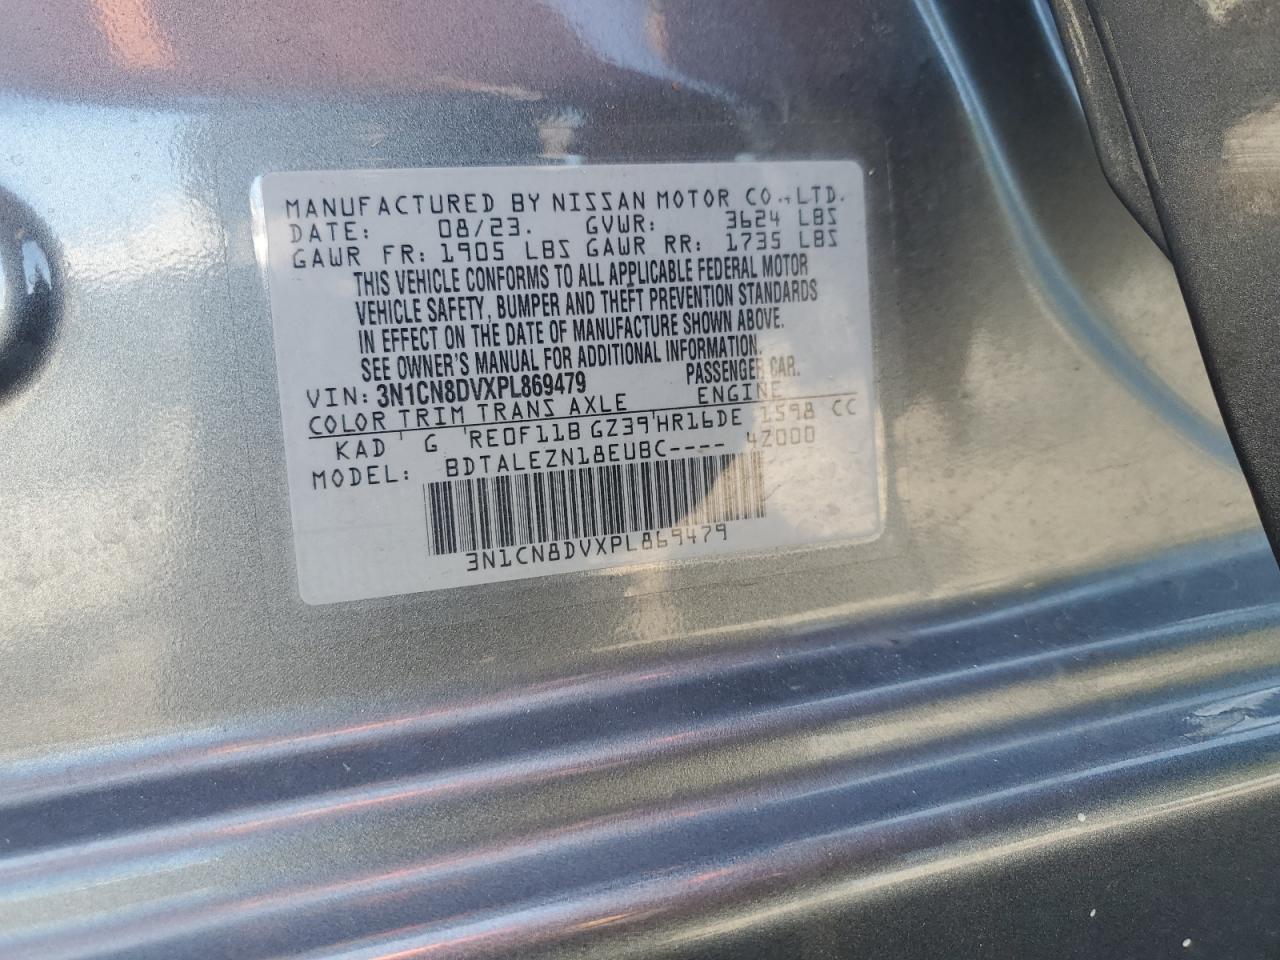 MANUFACTURED BY NISSAN MOTOR CO., LTD.
DATE: 08/23. GVWR: 3624 LBS
GAWR FR: 1905 LBS GAWR RR: 1735 LBS
THIS VEHICLE CONFORMS TO ALL APPLICABLE FEDERAL MOTOR
VEHICLE SAFETY, BUMPER AND THEFT PREVENTION STANDARDS
IN EFFECT ON THE DATE OF MANUFACTURE SHOWN ABOVE.
SEE OWNER'S MANUAL FOR ADDITIONAL INFORMATION.
VIN: 3N1CN8DVXPL869479 PASSENGER CAR.
COLOR TRIM TRANS AXLE ENGINE
KAD ' G 'RE0F11B GZ39'HR16DE 1598 CC
MODEL: BDTALEZN18EUBC---- 4Z000
3N1CN8DVXPL869479